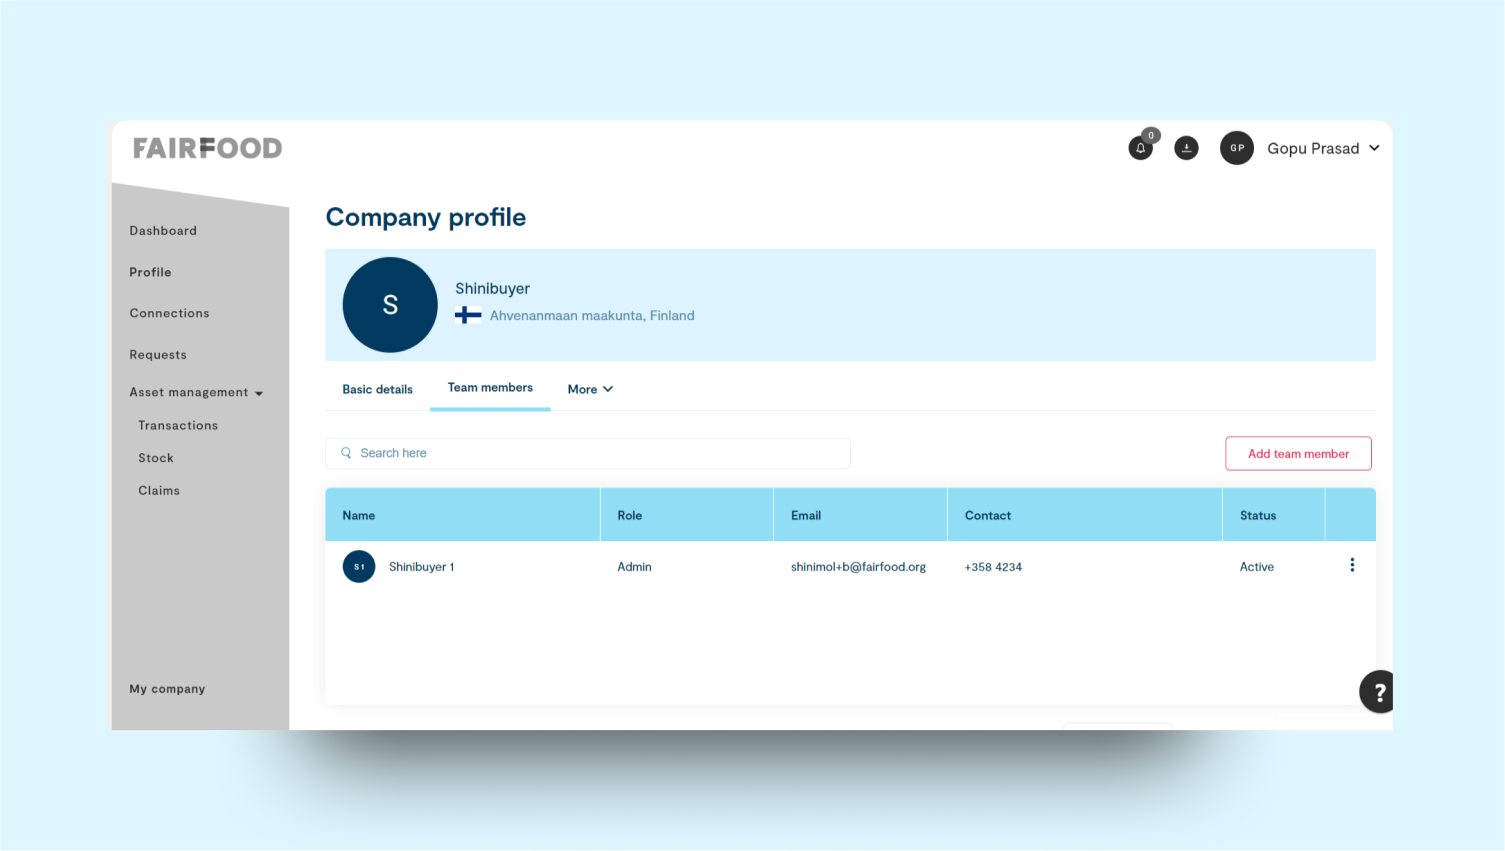 FAIRFOOD
0
GP
Gopu Prasad
Dashboard
Profile
Connections
Requests
Asset management
Transactions
Stock
Claims
My company
Company profile
S
Shinibuyer
Ahvenanmaan maakunta, Finland
Basic details
Team members
More
Search here
Add team member
Name Role Email Contact Status
S1 Shinibuyer 1 Admin shinimol+b@fairfood.org +358 4234 Active
?